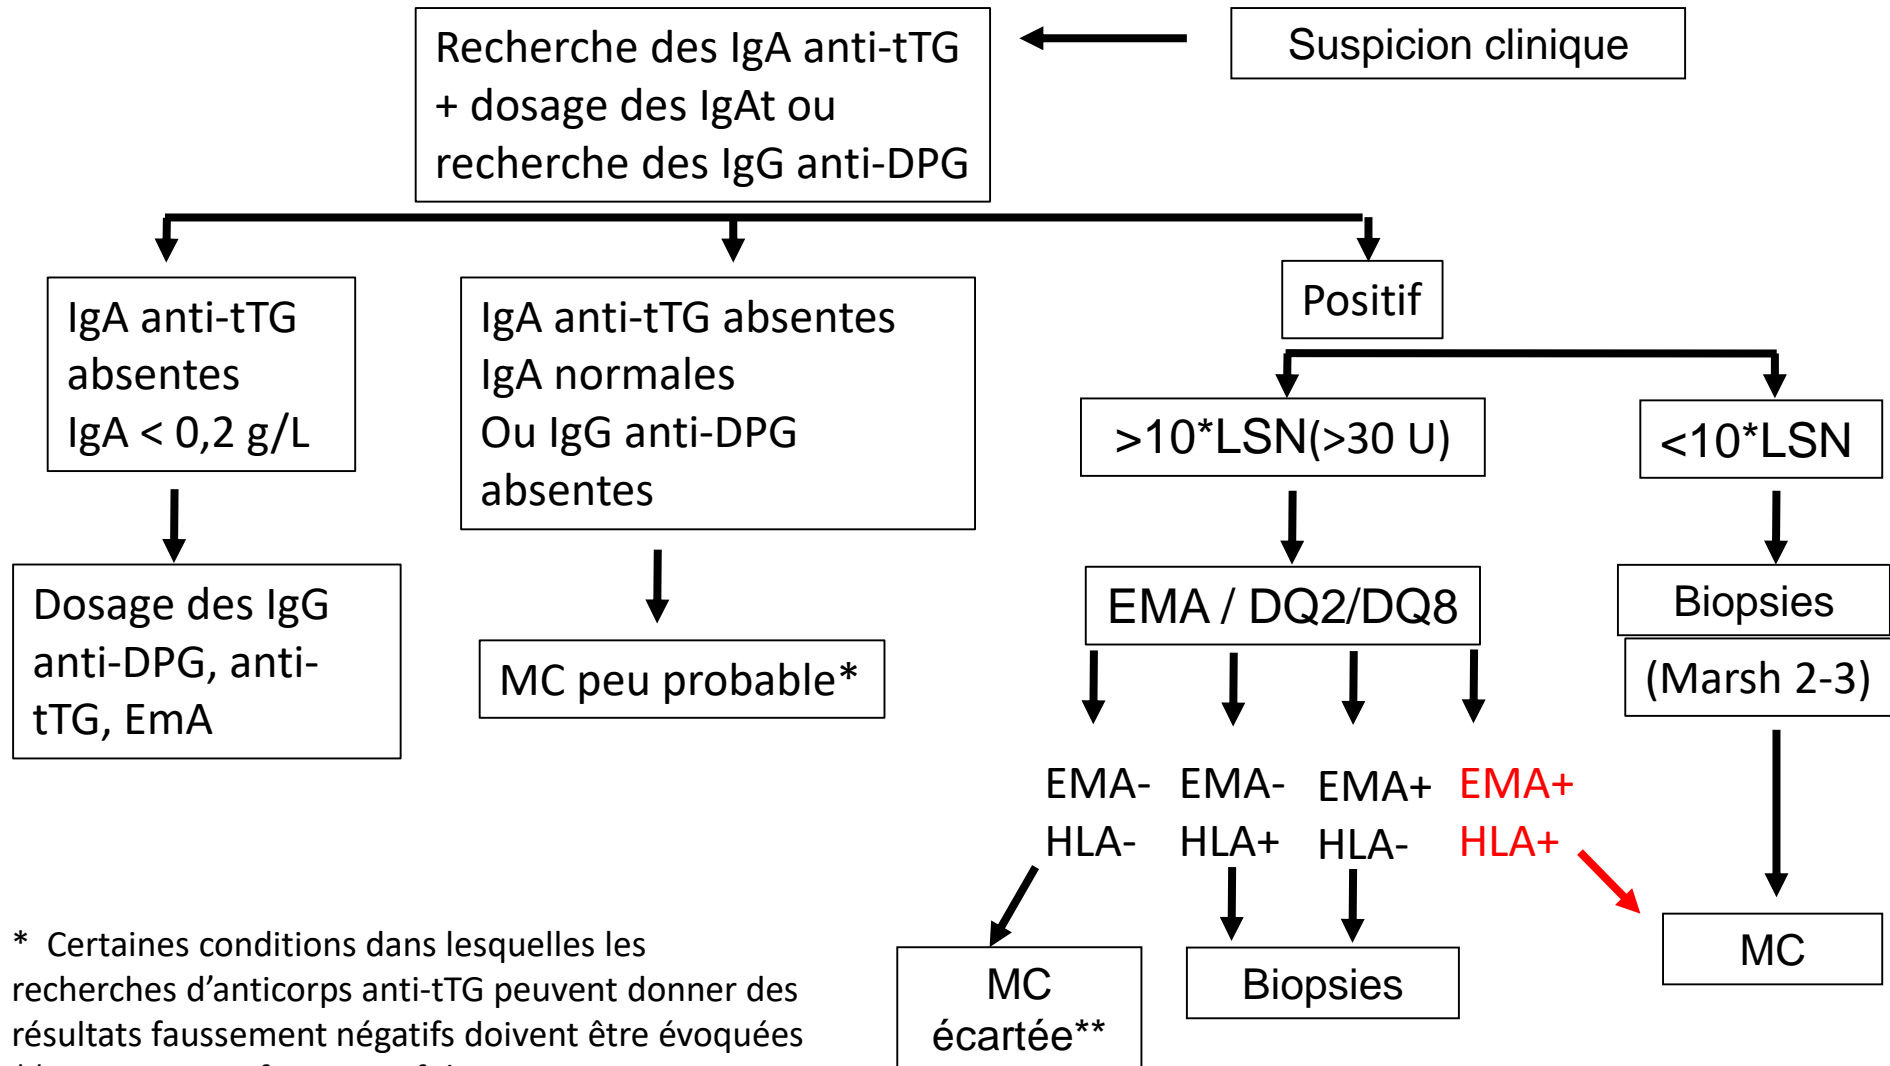 Recherche des IgA anti-tTG
+ dosage des IgAt ou
recherche des IgG anti-DPG
Suspicion clinique
IgA anti-tTG
absentes
IgA < 0,2 g/L
IgA anti-tTG absentes
IgA normales
Ou IgG anti-DPG
absentes
Positif
>10*LSN(>30 U)
<10*LSN
Dosage des IgG
anti-DPG, anti-
tTG, EmA
MC peu probable*
EMA / DQ2/DQ8
Biopsies
(Marsh 2-3)
EMA-
HLA-
EMA-
HLA+
EMA+
HLA-
EMA+
HLA+
MC
écartée**
Biopsies
MC
* Certaines conditions dans lesquelles les
recherches d’anticorps anti-tTG peuvent donner des
résultats faussement négatifs doivent être évoquées